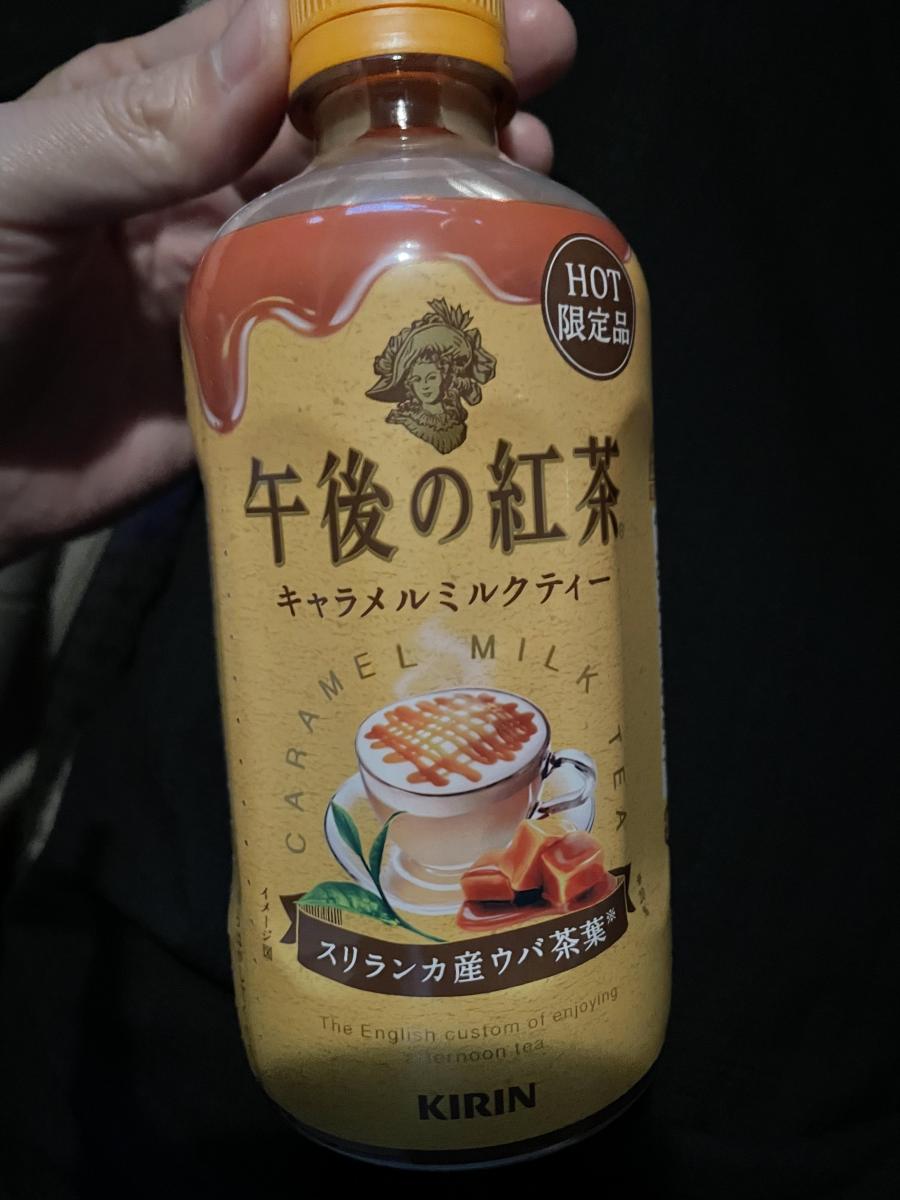 HOT
限定品
午後の紅茶
キャラメルミルクティー
CARAMEL MILK TEA
イメージ図
スリランカ産ウバ茶葉※
The English custom of enjoying
afternoon tea
KIRIN